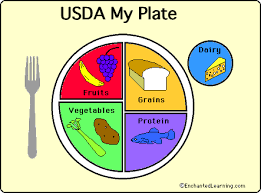 USDA My Plate
Dairy
Fruits
Grains
Vegetables
Protein
©EnchantedLearning.com